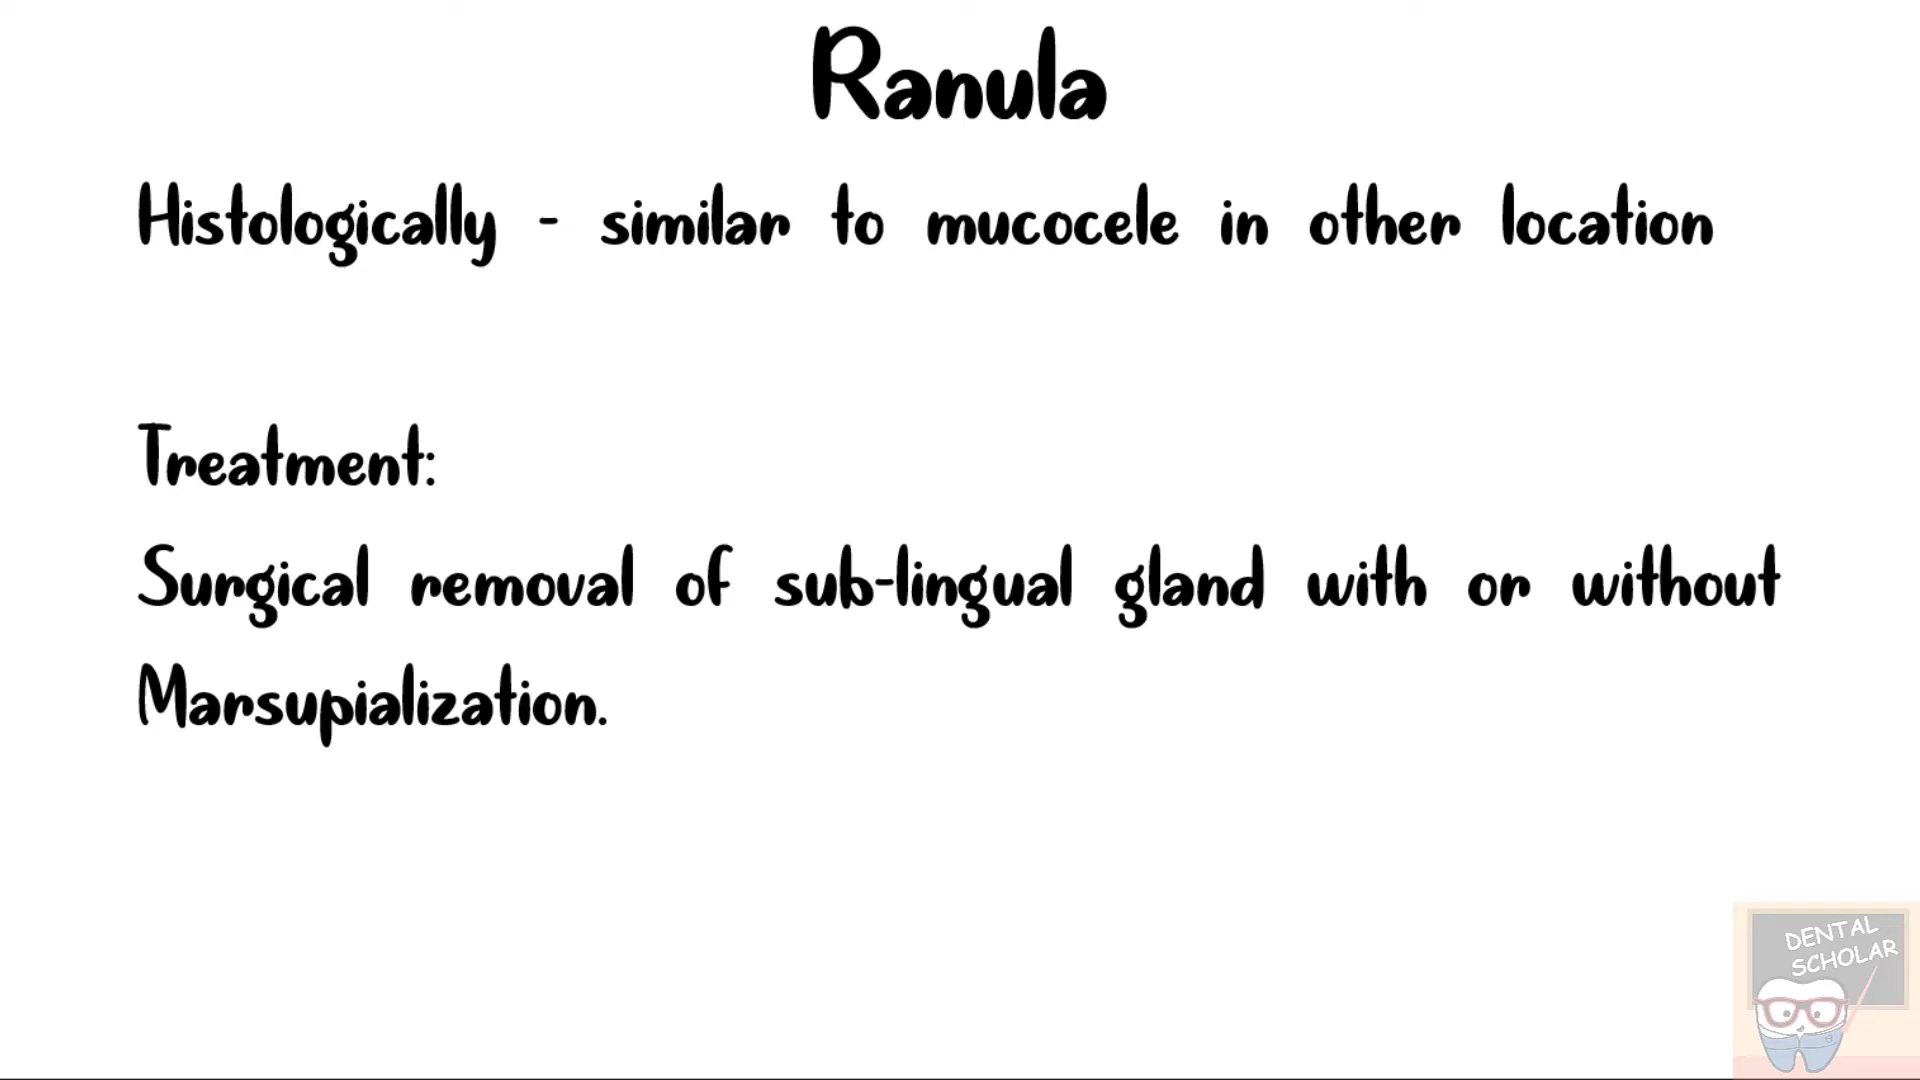 Ranula
Histologically - similar to mucocele in other location
Treatment:
Surgical removal of sub-lingual gland with or without
Marsupialization.
DENTAL
SCHOLAR